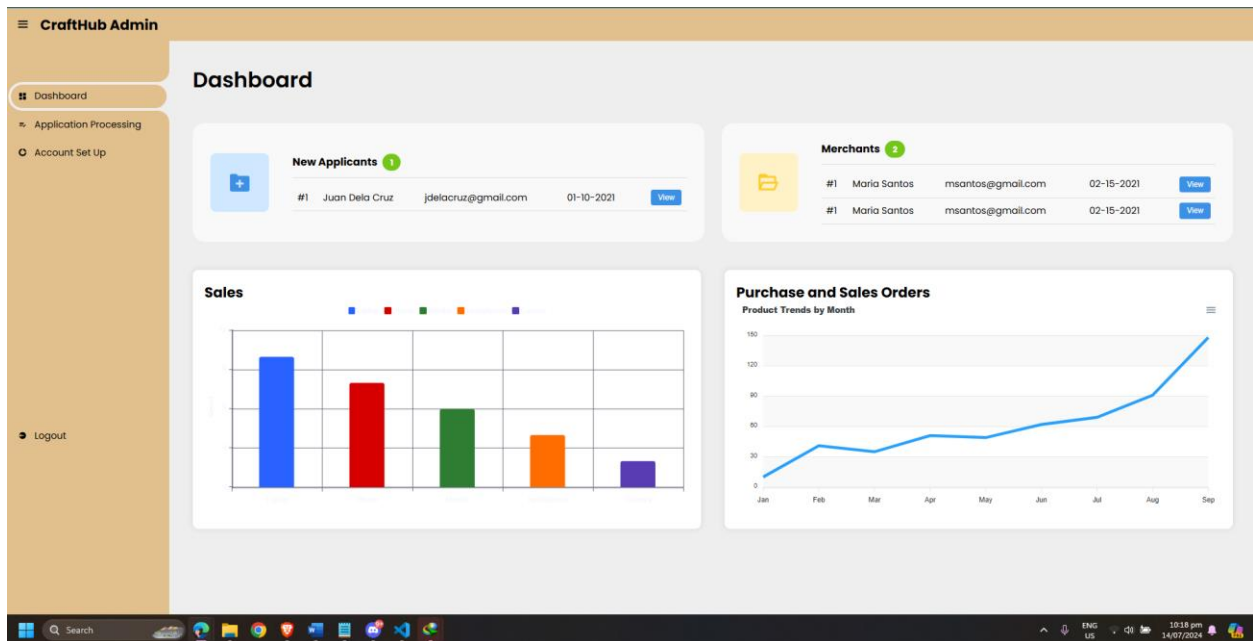 CraftHub Admin
Dashboard
Application Processing
Account Set Up
Logout
Dashboard
New Applicants 1
#1 Juan Dela Cruz jdelacruz@gmail.com 01-10-2021 View
Merchants 2
#1 Maria Santos msantos@gmail.com 02-15-2021 View
#1 Maria Santos msantos@gmail.com 02-15-2021 View
Sales
Purchase and Sales Orders
Product Trends by Month
150
120
90
60
30
0
Jan Feb Mar Apr May Jun Jul Aug Sep
Search
ENG
US
10:18 pm
14/07/2024